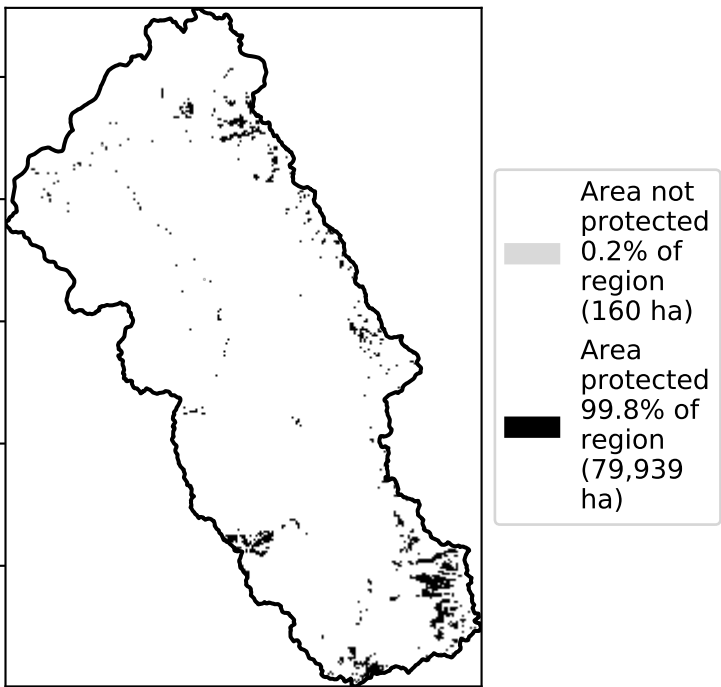 Area not
protected
0.2% of
region
(160 ha)
Area
protected
99.8% of
region
(79,939
ha)